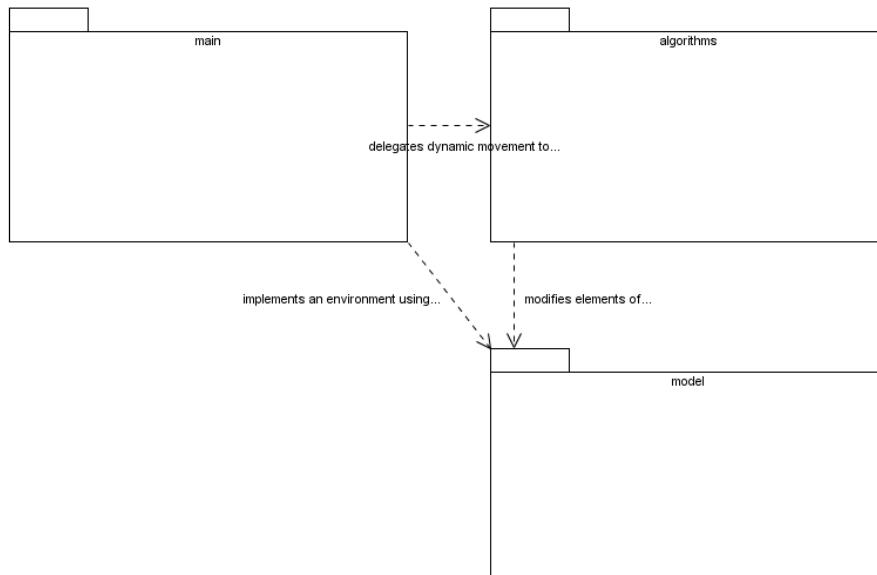 main
algorithms
delegates dynamic movement to...
implements an environment using...
modifies elements of...
model